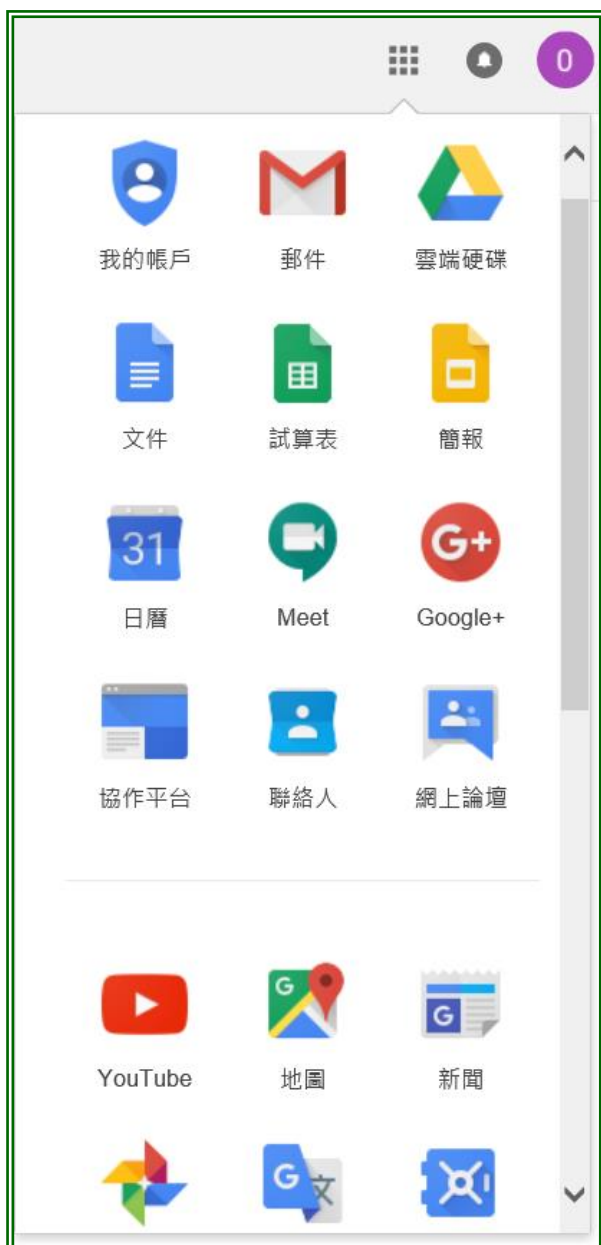 0
我的帳戶 郵件 雲端硬碟
文件 試算表 簡報
31
日曆 Meet Google+
G+
協作平台 聯絡人 網上論壇
G
G
YouTube 地圖 新聞
G 文